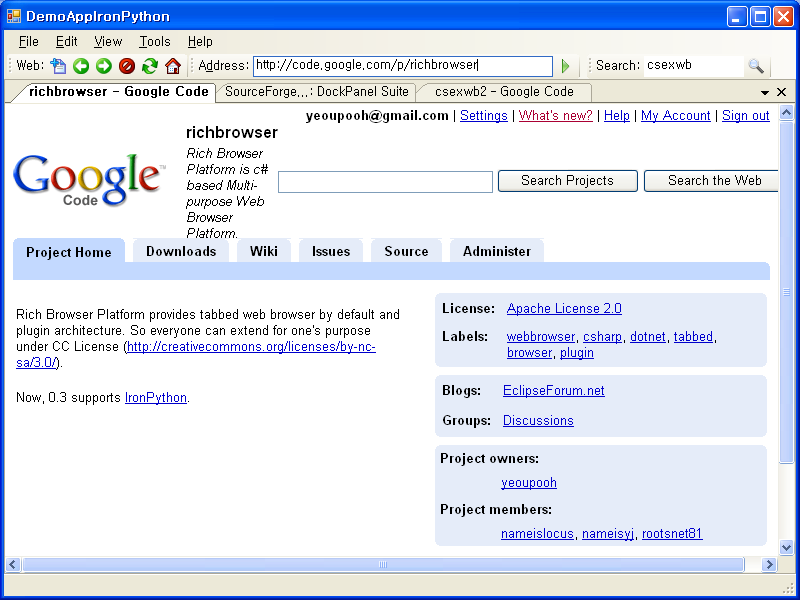 DemoAppIronPython
File Edit View Tools Help
Web: Address: http://code.google.com/p/richbrowser Search: csexwb
richbrowser - Google Code SourceForge...: DockPanel Suite csexwb2 - Google Code
yeoupooh@gmail.com | Settings | What's new? | Help | My Account | Sign out
Google™
Code
richbrowser
Rich Browser
Platform is c#
based Multi-
purpose Web
Browser
Platform.
Search Projects Search the Web
Project Home Downloads Wiki Issues Source Administer
Rich Browser Platform provides tabbed web browser by default and
plugin architecture. So everyone can extend for one's purpose
under CC License (http://creativecommons.org/licenses/by-nc-
sa/3.0/).
Now, 0.3 supports IronPython.
License: Apache License 2.0
Labels: webbrowser, csharp, dotnet, tabbed,
browser, plugin
Blogs: EclipseForum.net
Groups: Discussions
Project owners:
yeoupooh
Project members:
nameislocus, nameisyj, rootsnet81